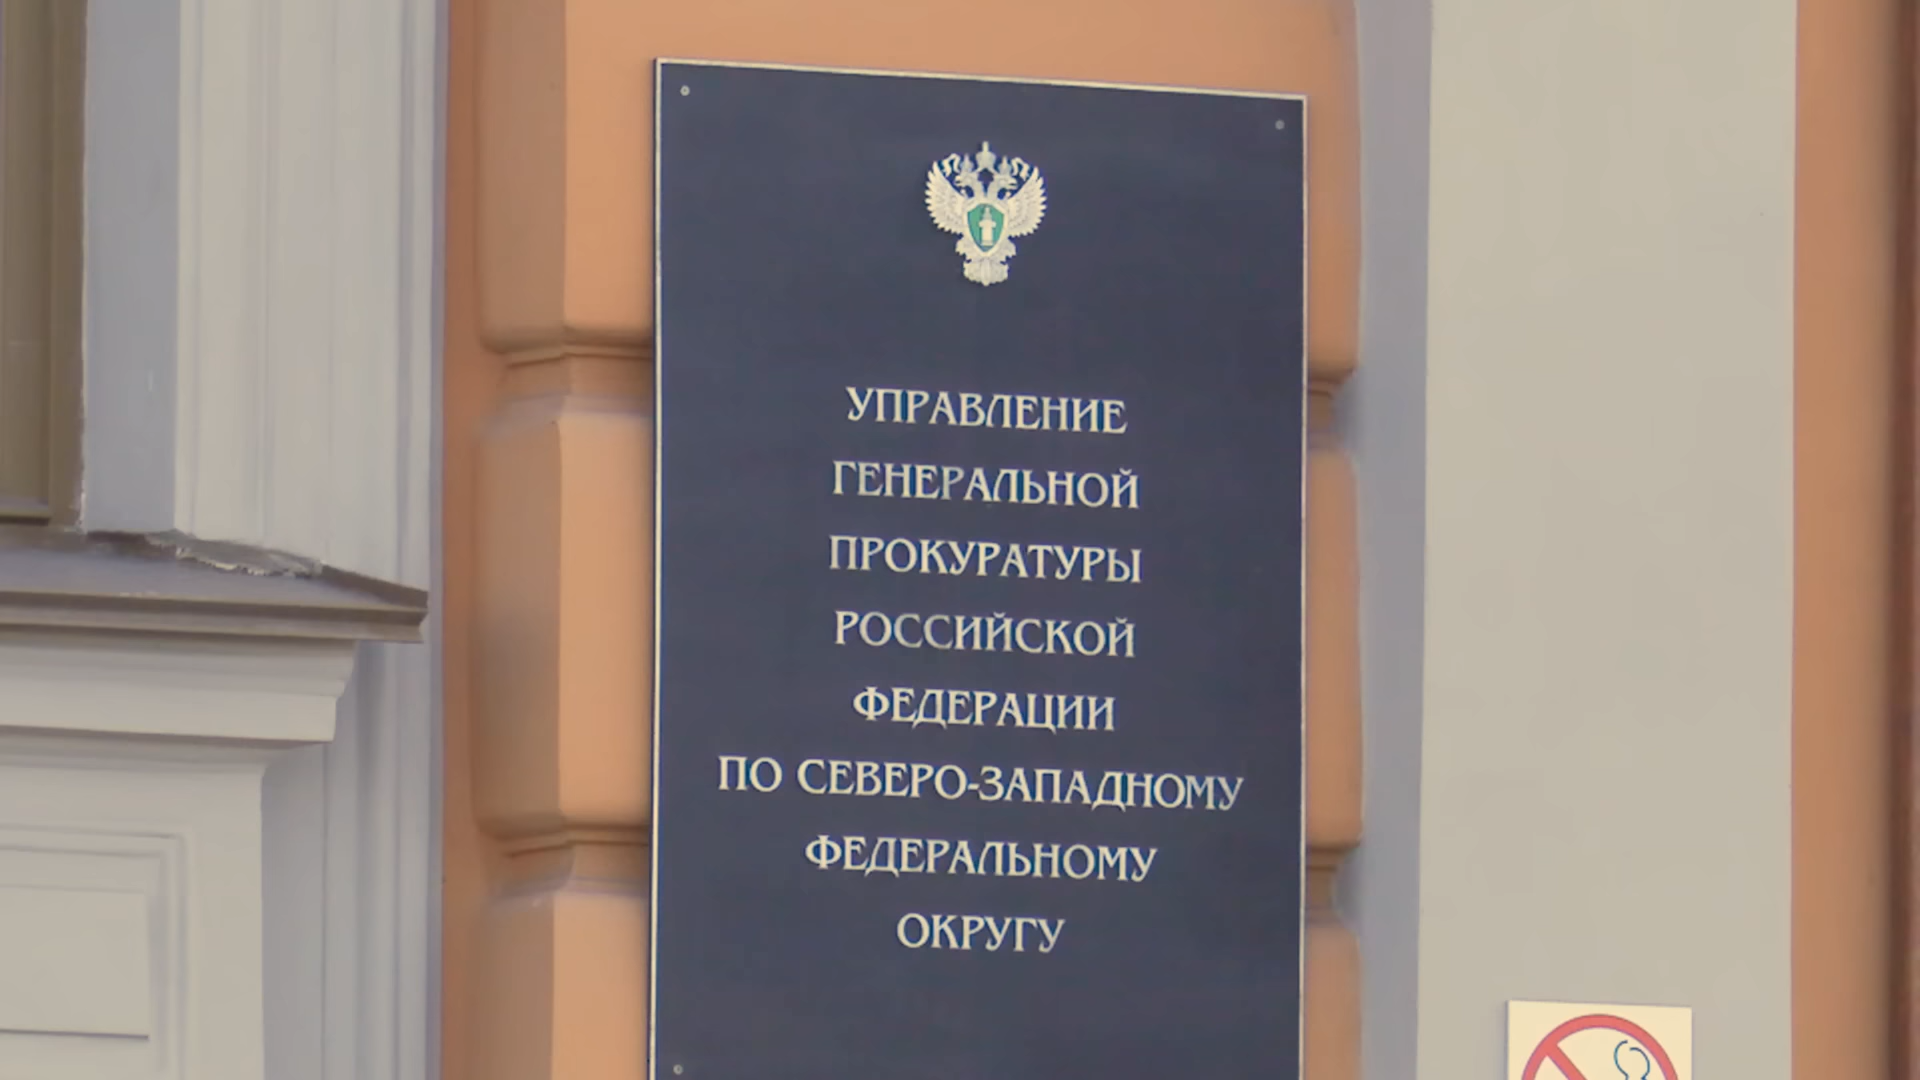 УПРАВЛЕНИЕ
ГЕНЕРАЛЬНОЙ
ПРОКУРАТУРЫ
РОССИЙСКОЙ
ФЕДЕРАЦИИ
ПО СЕВЕРО-ЗАПАДНОМУ
ФЕДЕРАЛЬНОМУ
ОКРУГУ